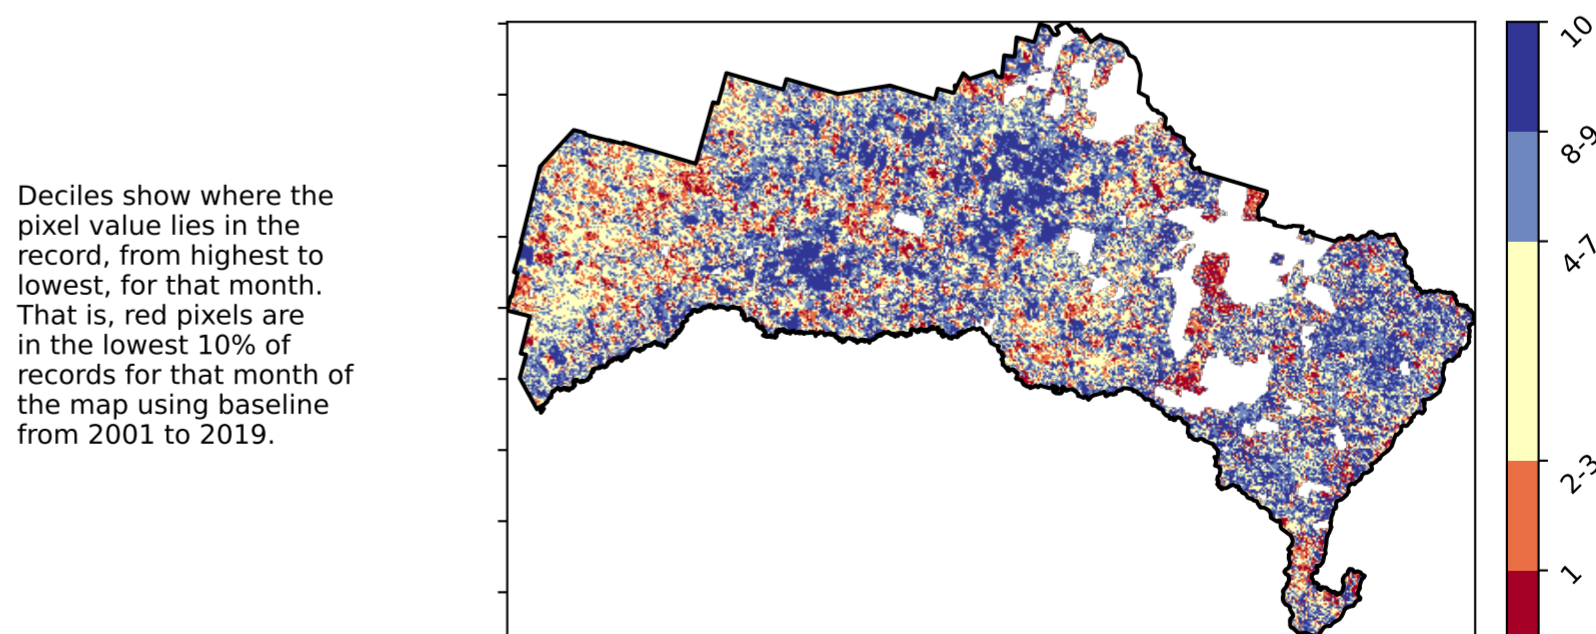 Deciles show where the
pixel value lies in the
record, from highest to
lowest, for that month.
That is, red pixels are
in the lowest 10% of
records for that month of
the map using baseline
from 2001 to 2019.
10
8-9
4-7
2-3
1